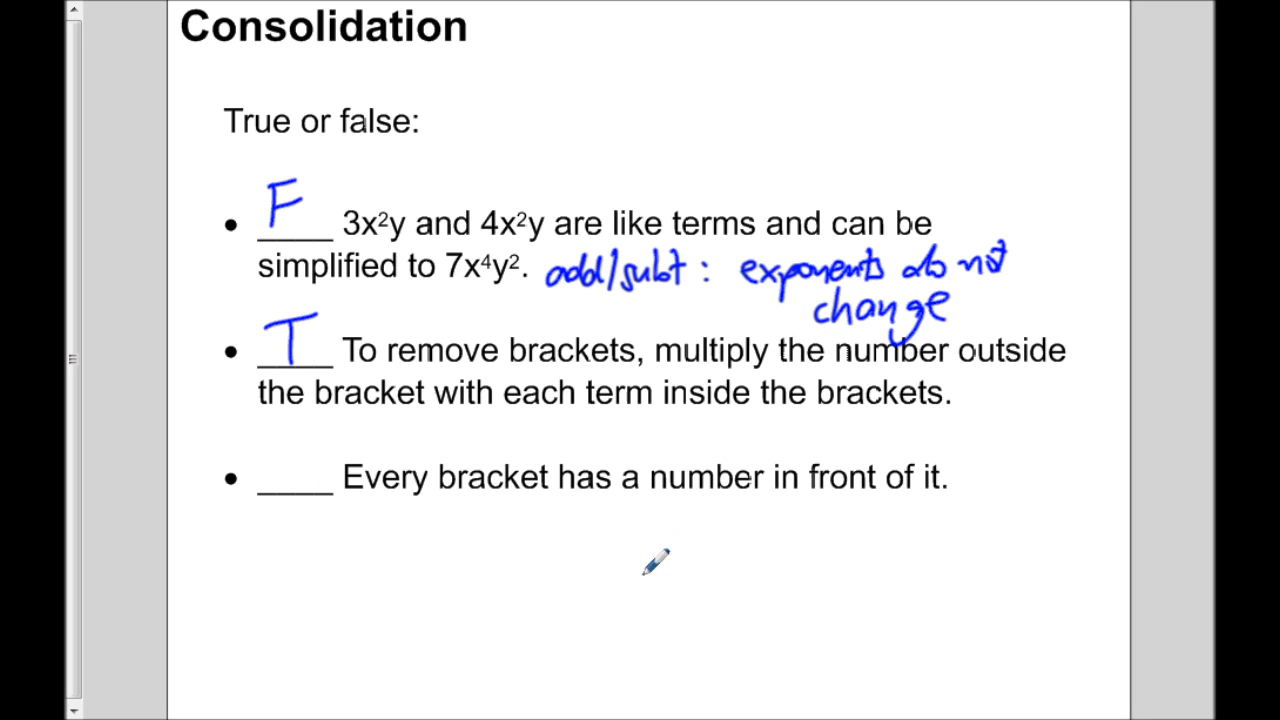 Consolidation
True or false:
• F 3x²y and 4x²y are like terms and can be
simplified to 7x⁴y². add/subt : exponents do not
change
• T To remove brackets, multiply the number outside
the bracket with each term inside the brackets.
• ____ Every bracket has a number in front of it.